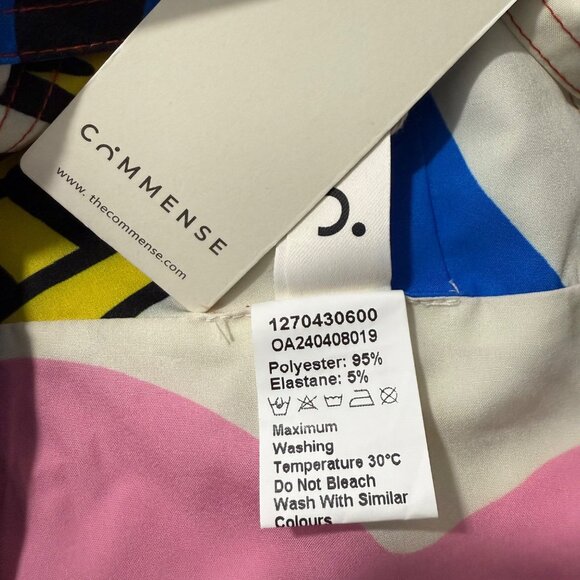 COMMENSE
www.thecommense.com
1270430600
OA240408019
Polyester: 95%
Elastane: 5%
Maximum
Washing
Temperature 30°C
Do Not Bleach
Wash With Similar
Colours